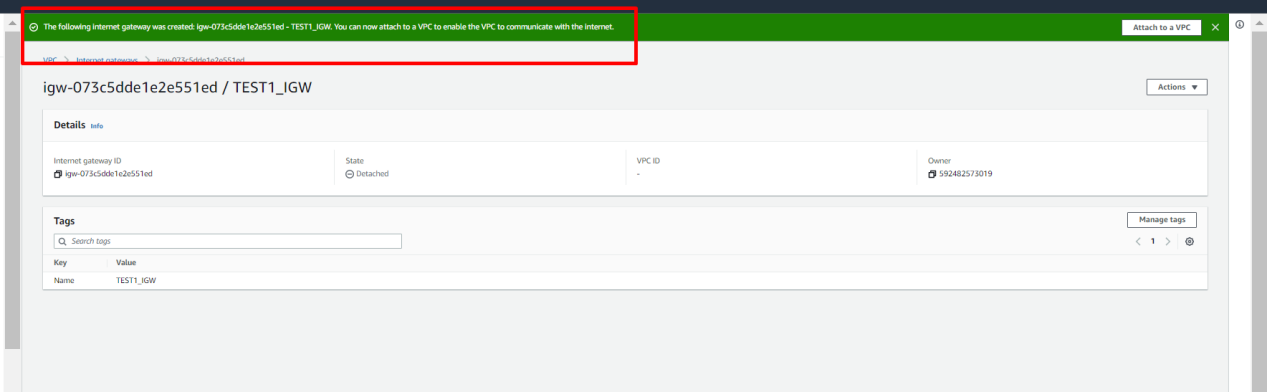 The following internet gateway was created: igw-073c5dde1e2e551ed - TEST1_IGW. You can now attach to a VPC to enable the VPC to communicate with the internet.
Attach to a VPC
VPC > Internet gateways > igw-073c5dde1e2e551ed
igw-073c5dde1e2e551ed / TEST1_IGW
Actions
Details Info
Internet gateway ID State VPC ID Owner
igw-073c5dde1e2e551ed Detached - 592482573019
Tags
Manage tags
Search tags
1
Key Value
Name TEST1_IGW